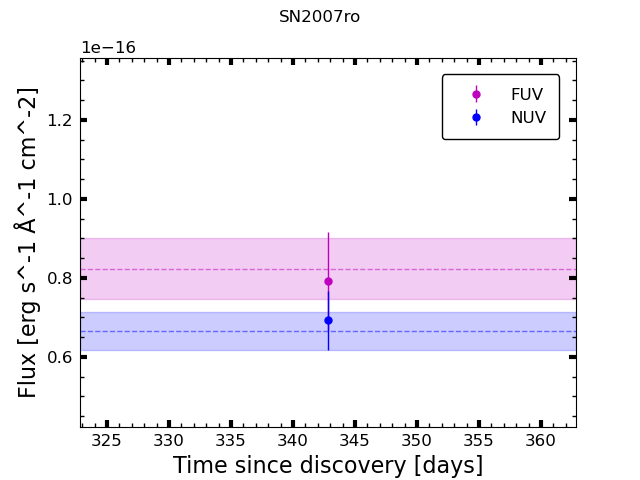 SN2007ro
1e−16
FUV
NUV
1.2
1.0
0.8
0.6
Flux [erg s^-1 Å^-1 cm^-2]
325 330 335 340 345 350 355 360
Time since discovery [days]